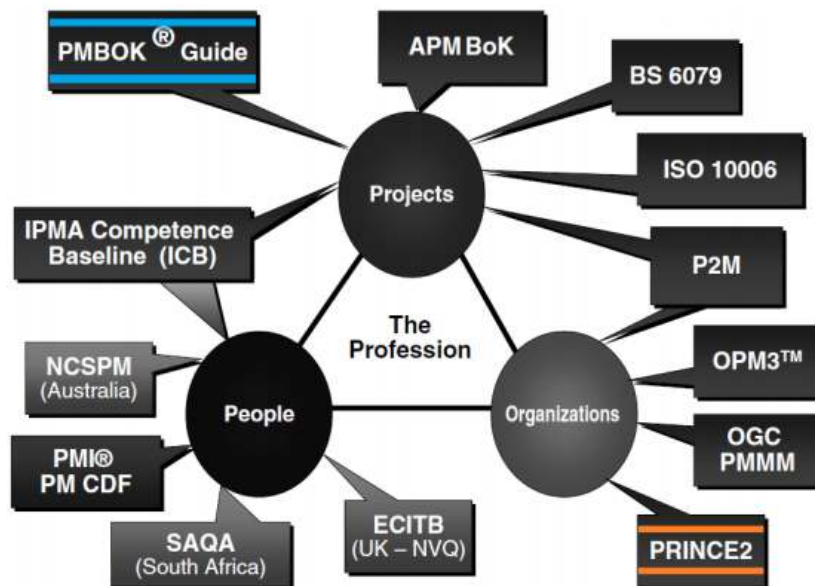 PMBOK ® Guide
APM BoK
BS 6079
ISO 10006
Projects
IPMA Competence
Baseline (ICB)
P2M
The
Profession
NCSPM
(Australia)
OPM3™
People
Organizations
PMI®
PM CDF
OGC
PMMM
SAQA
(South Africa)
ECITB
(UK – NVQ)
PRINCE2